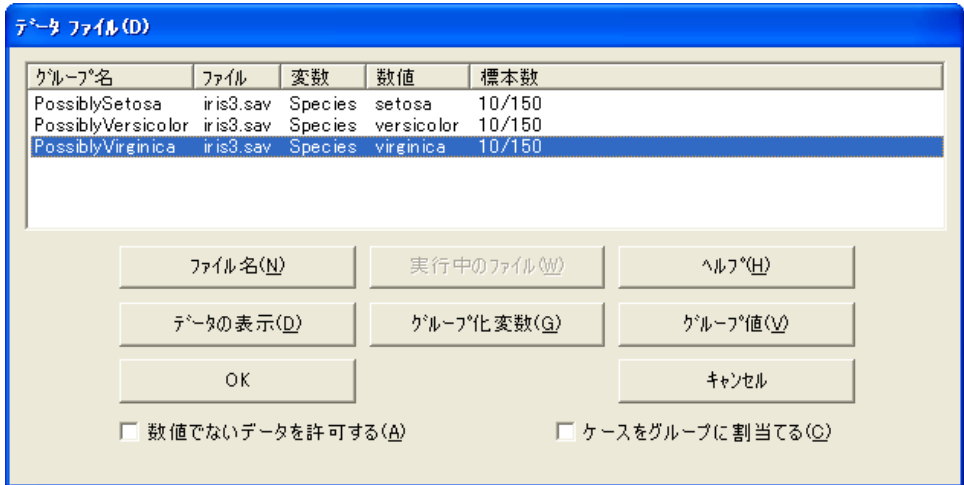 ﾃﾞｰﾀ ﾌｧｲﾙ(D)
ｸﾞﾙｰﾌﾟ名 ﾌｧｲﾙ 変数 数値 標本数
PossiblySetosa iris3.sav Species setosa 10/150
PossiblyVersicolor iris3.sav Species versicolor 10/150
PossiblyVirginica iris3.sav Species virginica 10/150
ﾌｧｲﾙ名(N) 実行中のﾌｧｲﾙ(W) ﾍﾙﾌﾟ(H)
ﾃﾞｰﾀの表示(D) ｸﾞﾙｰﾌﾟ化変数(G) ｸﾞﾙｰﾌﾟ値(V)
OK ｷｬﾝｾﾙ
数値でないデータを許可する(A) ケースをグループに割当てる(C)